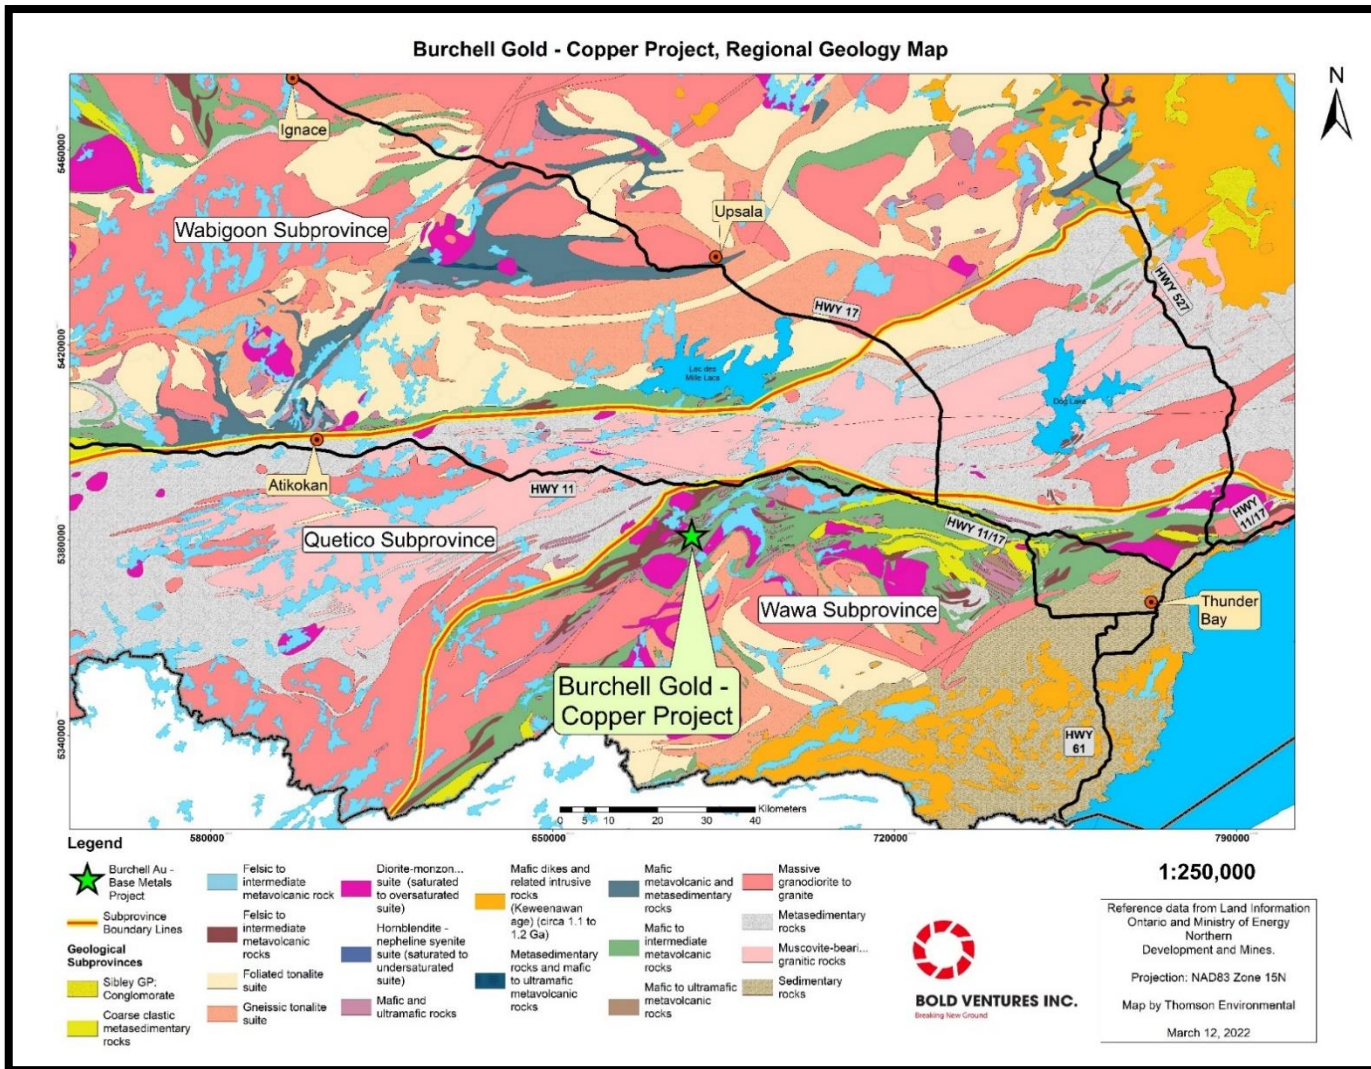 Burchell Gold - Copper Project, Regional Geology Map
N
Ignace
5460000
Wabigoon Subprovince
Upsala
HWY 527
HWY 17
5420000
Lac des
Mille Lacs
Dog Lake
Atikokan
HWY 11
HWY
11/17
HWY 11/17
5380000
Quetico Subprovince
Wawa Subprovince
Thunder
Bay
Burchell Gold -
Copper Project
5340000
HWY
61
Kilometers
0 5 10 20 30 40
580000
650000
720000
790000
Legend
Burchell Au -
Base Metals
Project
Subprovince
Boundary Lines
Geological
Subprovinces
Sibley GP:
Conglomerate
Coarse clastic
metasedimentary
rocks
Felsic to
intermediate
metavolcanic rock
Felsic to
intermediate
metavolcanic
rocks
Foliated tonalite
suite
Gneissic tonalite
suite
Diorite-monzon...
suite (saturated
to oversaturated
suite)
Hornblendite -
nepheline syenite
suite (saturated to
undersaturated
suite)
Mafic and
ultramafic rocks
Mafic dikes and
related intrusive
rocks
(Keweenawan
age) (circa 1.1 to
1.2 Ga)
Metasedimentary
rocks and mafic
to ultramafic
metavolcanic
rocks
Mafic
metavolcanic and
metasedimentary
rocks
Mafic to
intermediate
metavolcanic
rocks
Mafic to ultramafic
metavolcanic
rocks
Massive
granodiorite to
granite
Metasedimentary
rocks
Muscovite-beari...
granitic rocks
Sedimentary
rocks
BOLD VENTURES INC.
Breaking New Ground
1:250,000
Reference data from Land Information
Ontario and Ministry of Energy
Northern
Development and Mines.
Projection: NAD83 Zone 15N
Map by Thomson Environmental
March 12, 2022